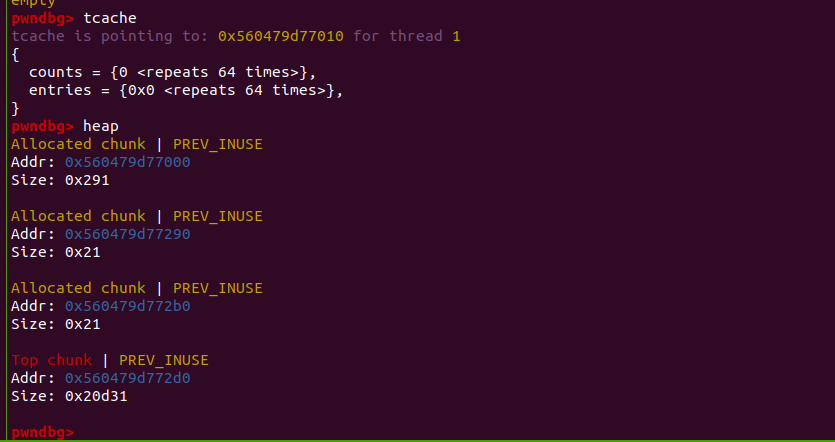 empty
pwndbg> tcache
tcache is pointing to: 0x560479d77010 for thread 1
{
  counts = {0 <repeats 64 times>},
  entries = {0x0 <repeats 64 times>},
}
pwndbg> heap
Allocated chunk | PREV_INUSE
Addr: 0x560479d77000
Size: 0x291

Allocated chunk | PREV_INUSE
Addr: 0x560479d77290
Size: 0x21

Allocated chunk | PREV_INUSE
Addr: 0x560479d772b0
Size: 0x21

Top chunk | PREV_INUSE
Addr: 0x560479d772d0
Size: 0x20d31

pwndbg>